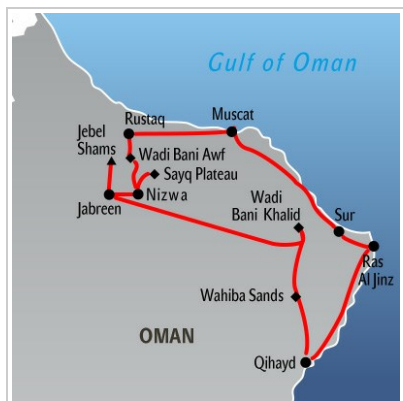 Gulf of Oman
Muscat
Rustaq
Jebel
Shams
Wadi Bani Awf
Sayq Plateau
Nizwa
Jabreen
Wadi
Bani Khalid
Sur
Ras
Al Jinz
Wahiba Sands
OMAN
Qihayd